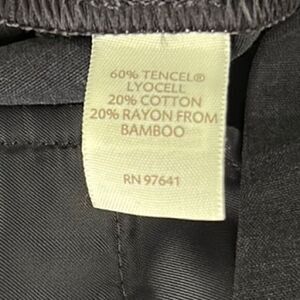 60% TENCEL®
LYOCELL
20% COTTON
20% RAYON FROM
BAMBOO
RN 97641